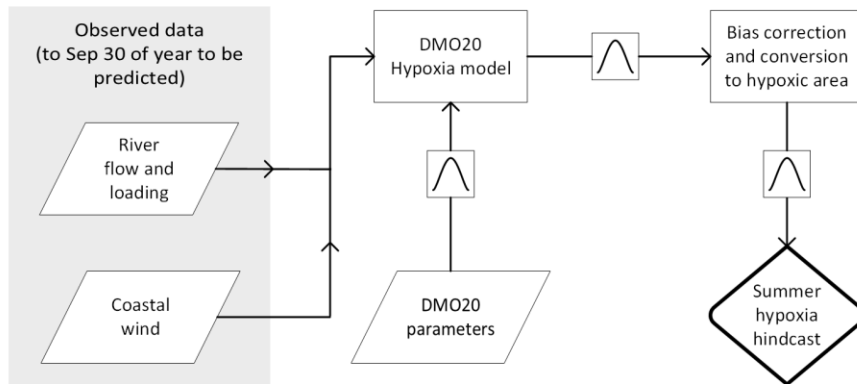 Observed data
(to Sep 30 of year to be
predicted)
River
flow and
loading
Coastal
wind
DMO20
Hypoxia model
DMO20
parameters
Bias correction
and conversion
to hypoxic area
Summer
hypoxia
hindcast